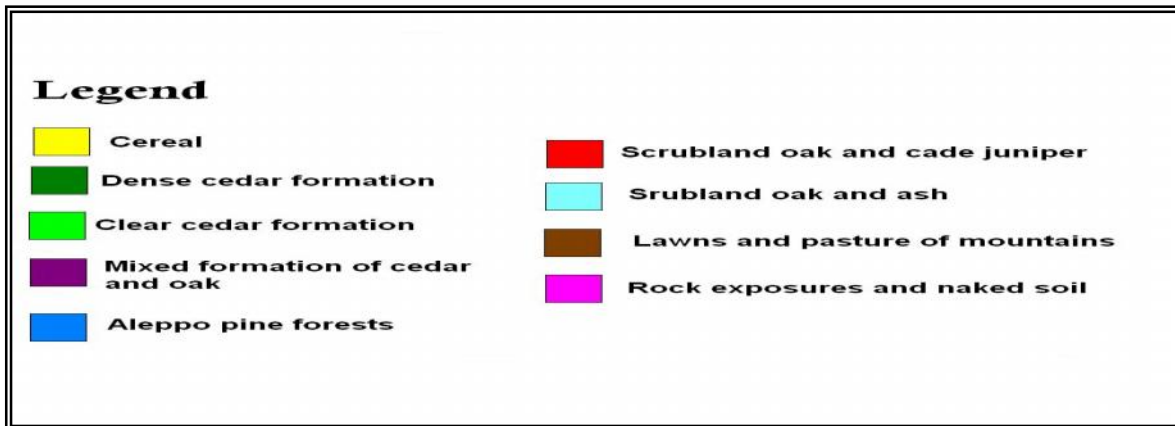 Legend
Cereal
Dense cedar formation
Clear cedar formation
Mixed formation of cedar
and oak
Aleppo pine forests
Scrubland oak and cade juniper
Srubland oak and ash
Lawns and pasture of mountains
Rock exposures and naked soil